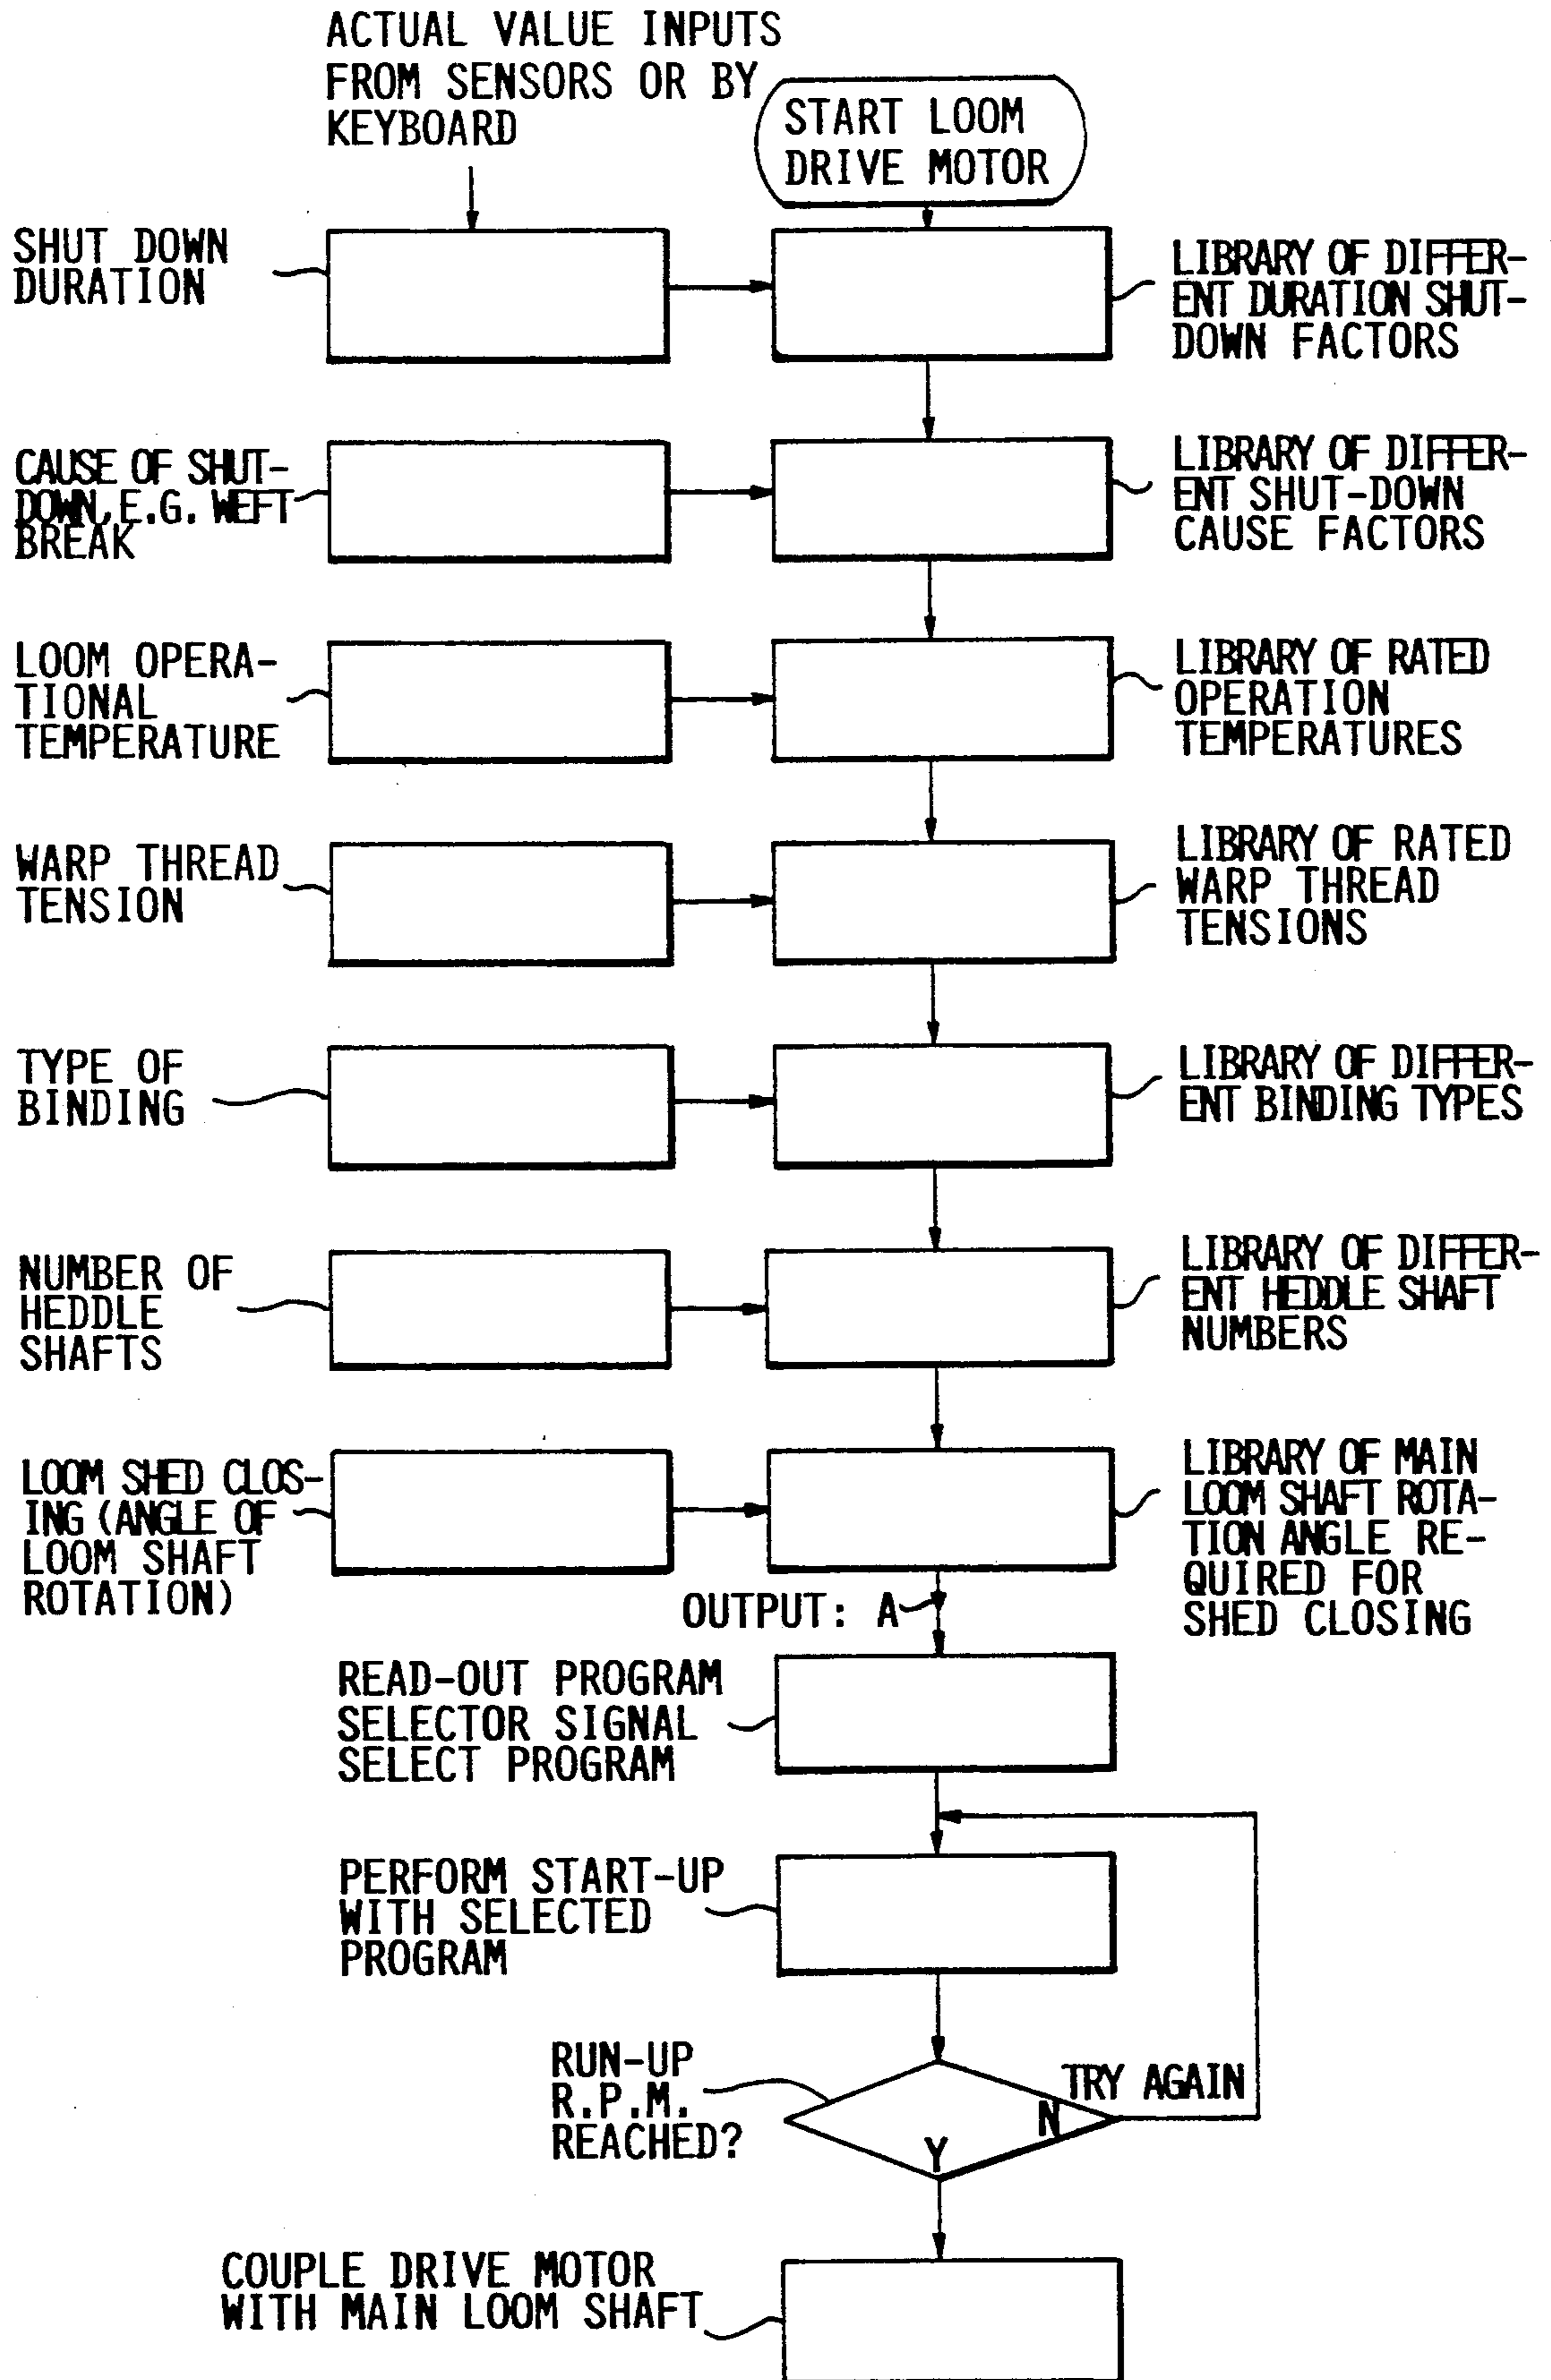 ACTUAL VALUE INPUTS
FROM SENSORS OR BY
KEYBOARD
START LOOM
DRIVE MOTOR
SHUT DOWN
DURATION
LIBRARY OF DIFFER-
ENT DURATION SHUT-
DOWN FACTORS
CAUSE OF SHUT-
DOWN, E.G. WEFT
BREAK
LIBRARY OF DIFFER-
ENT SHUT-DOWN
CAUSE FACTORS
LOOM OPERA-
TIONAL
TEMPERATURE
LIBRARY OF RATED
OPERATION
TEMPERATURES
WARP THREAD
TENSION
LIBRARY OF RATED
WARP THREAD
TENSIONS
TYPE OF
BINDING
LIBRARY OF DIFFER-
ENT BINDING TYPES
NUMBER OF
HEDDLE
SHAFTS
LIBRARY OF DIFFER-
ENT HEDDLE SHAFT
NUMBERS
LOOM SHED CLOS-
ING (ANGLE OF
LOOM SHAFT
ROTATION)
LIBRARY OF MAIN
LOOM SHAFT ROTA-
TION ANGLE RE-
QUIRED FOR
SHED CLOSING
OUTPUT: A
READ-OUT PROGRAM
SELECTOR SIGNAL
SELECT PROGRAM
PERFORM START-UP
WITH SELECTED
PROGRAM
RUN-UP
R.P.M.
REACHED?
TRY AGAIN
N
Y
COUPLE DRIVE MOTOR
WITH MAIN LOOM SHAFT